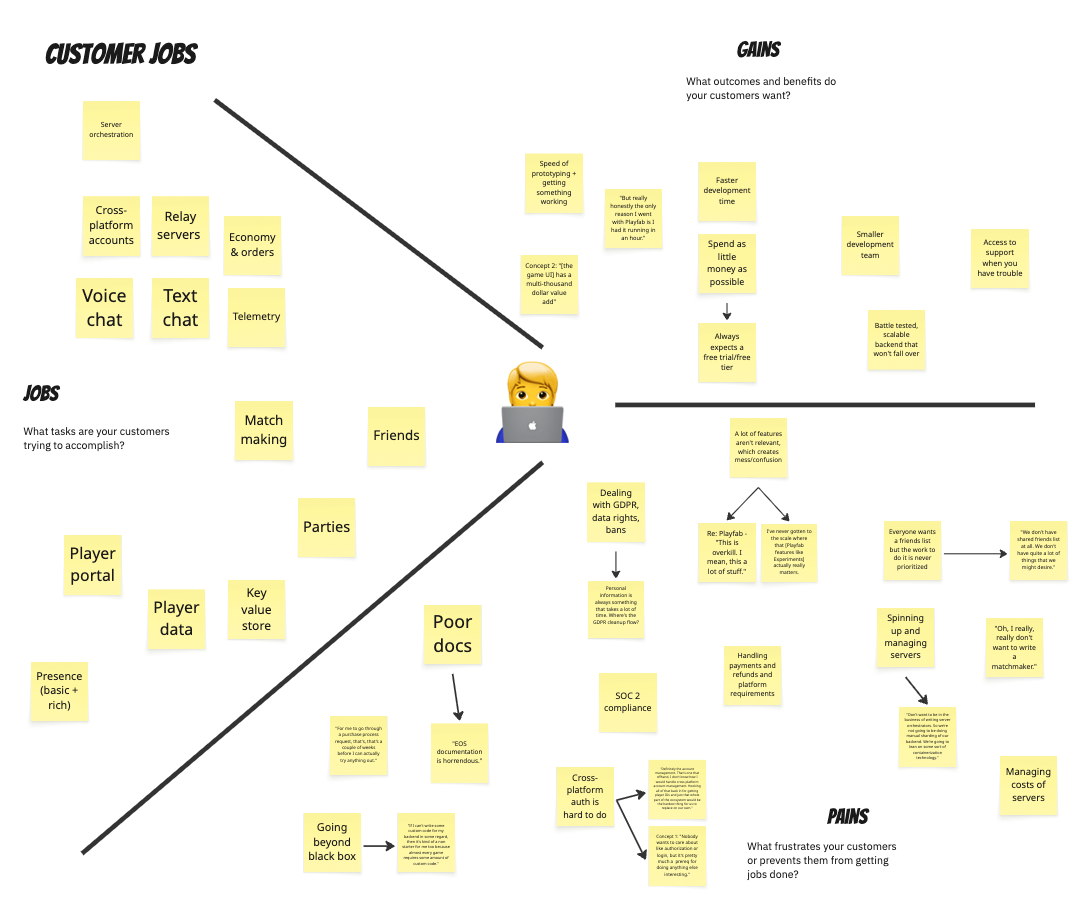 CUSTOMER JOBS
Server
orchestration
Cross-
platform
accounts
Relay
servers
Economy
& orders
Voice
chat
Text
chat
Telemetry
JOBS
What tasks are your customers
trying to accomplish?
Match
making
Friends
Parties
Player
portal
Player
data
Key
value
store
Presence
(basic +
rich)
GAINS
What outcomes and benefits do
your customers want?
Speed of
prototyping +
getting
something
working
"But really
honestly the only
reason I went
with Playfab is I
had it running in
an hour."
Concept 2: "[the
game UI] has a
multi-thousand
dollar value
add"
Faster
development
time
Spend as
little
money as
possible
Always
expects a
free trial/free
tier
Smaller
development
team
Access to
support
when you
have trouble
Battle tested,
scalable
backend that
won't fall over
A lot of features
aren't relevant,
which creates
mess/confusion
Re: Playfab -
"This is
overkill. I
mean, this a
lot of stuff."
I've never gotten to
the scale where
that [Playfab
features like
Experiments]
actually really
matters.
Dealing
with GDPR,
data rights,
bans
Personal
information is
always something
that takes a lot of
time. Where's the
GDPR cleanup flow?
Everyone wants
a friends list
but the work to
do it is never
prioritized
"We don't have
shared friends list
at all. We don't
have quite a lot of
things that we
might desire."
Spinning
up and
managing
servers
"Oh, I really,
really don't
want to write
a
matchmaker."
"Don't want to be in the
business of writing server
orchestrators. So we're
not going to be doing
manual sharding of our
backend. We're going to
lean on some sort of
containerization
technology."
Handling
payments and
refunds and
platform
requirements
SOC 2
compliance
Poor
docs
"EOS
documentation
is horrendous."
"For me to go through
a purchase process
request, that's, that's a
couple of weeks
before I can actually
try anything out."
Going
beyond
black box
"If I can't write some
custom code for my
backend in some regard,
then it's kind of a non
starter for me too because
almost every game
requires some amount of
custom code."
Cross-
platform
auth is
hard to do
Concept 1: "Nobody
wants to care about
like authorization or
login, but it's pretty
much a prereq for
doing anything else
interesting."
Managing
costs of
servers
PAINS
What frustrates your customers
or prevents them from getting
jobs done?